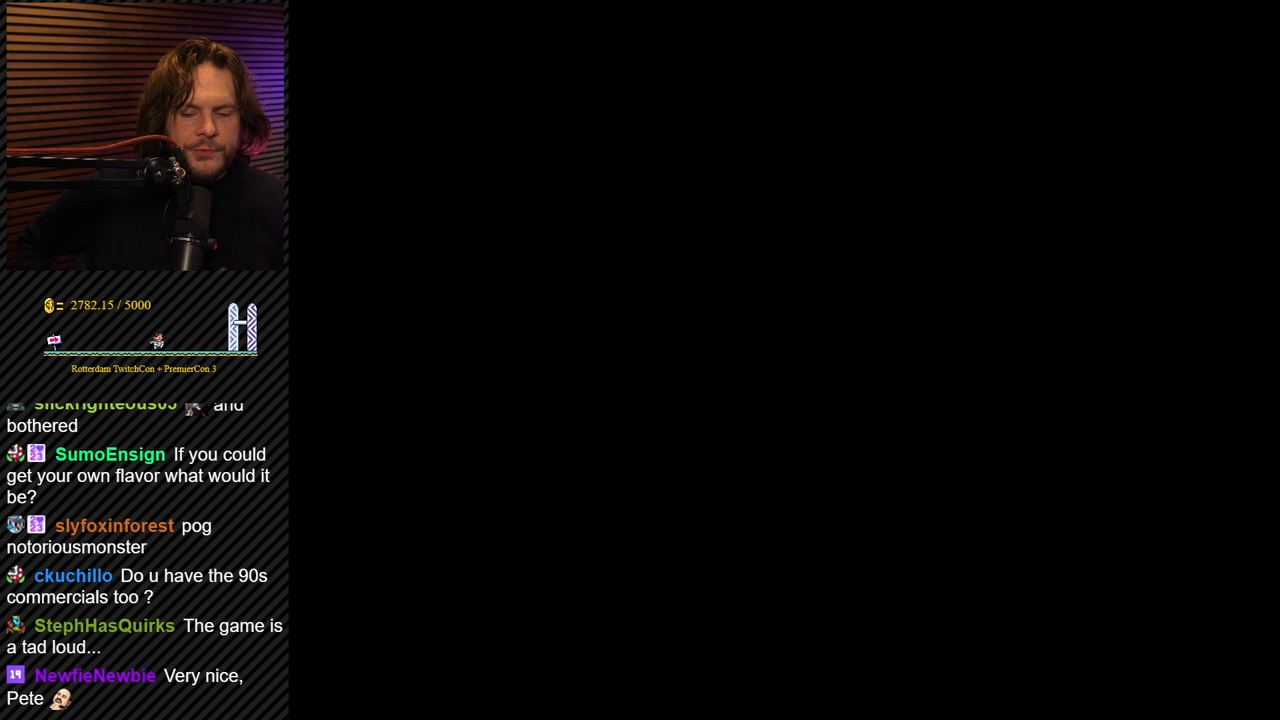 2782.15 / 5000
Rotterdam TwitchCon + PremierCon 3
slickrighteous05 and
bothered
SumoEnsign If you could
get your own flavor what would it
be?
slyfoxinforest pog
notoriousmonster
ckuchillo Do u have the 90s
commercials too ?
StephHasQuirks The game is
a tad loud...
NewfieNewbie Very nice,
Pete